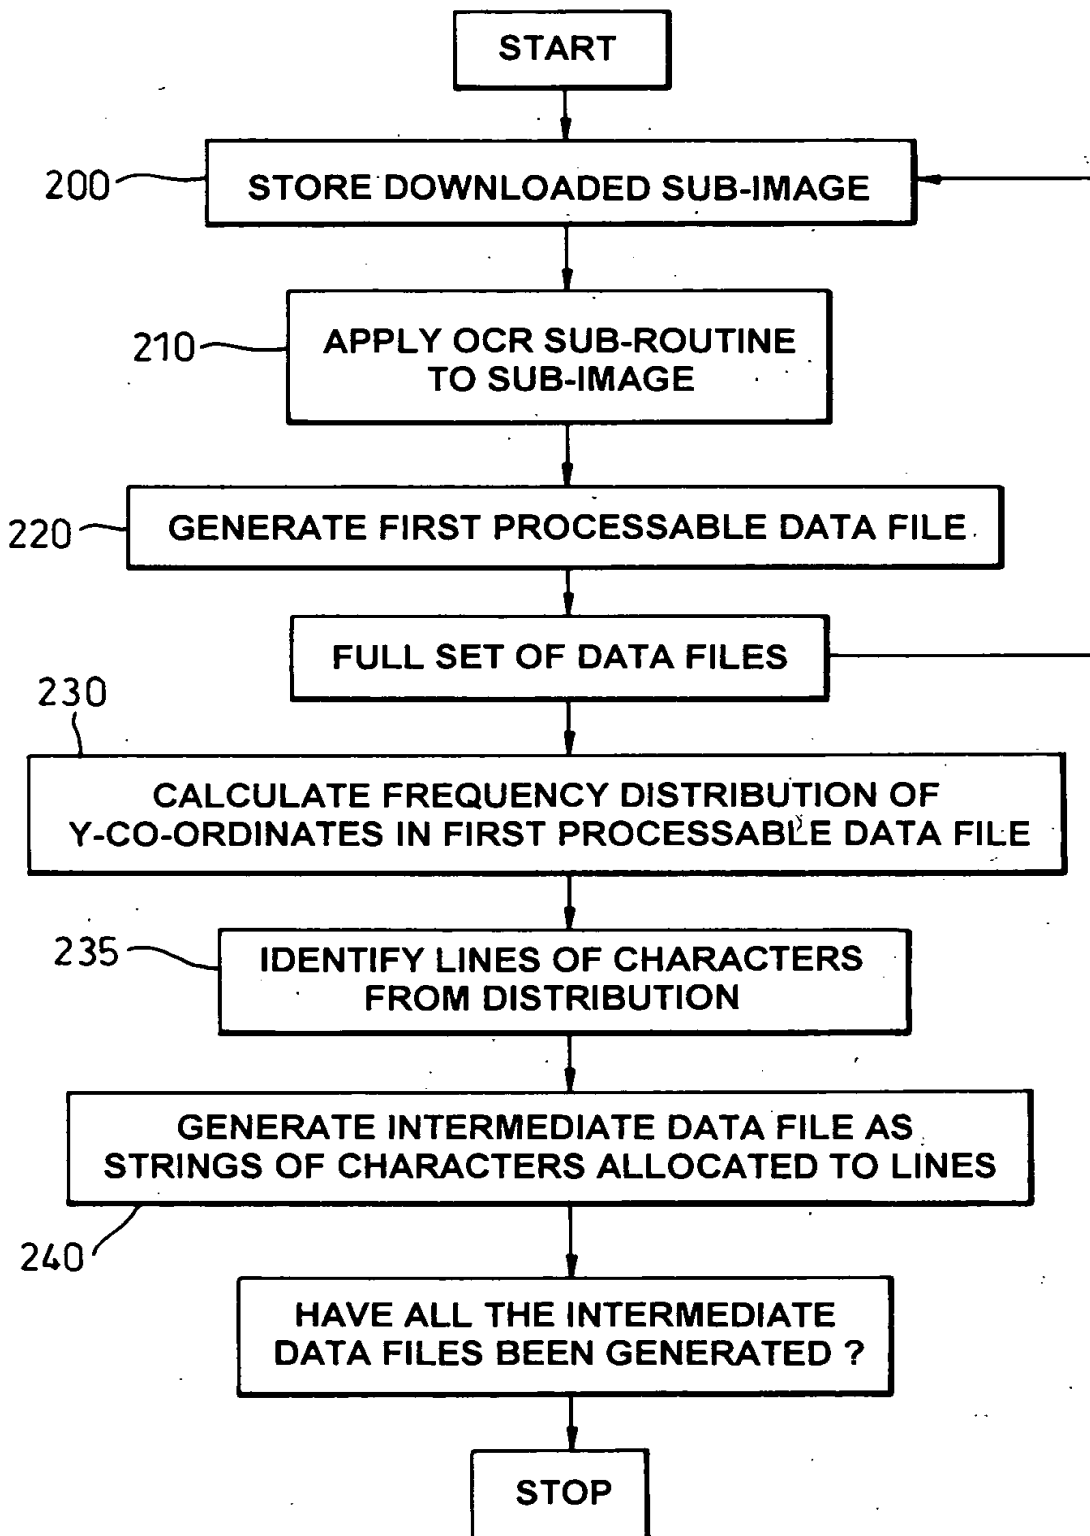 START
200
STORE DOWNLOADED SUB-IMAGE
210
APPLY OCR SUB-ROUTINE
TO SUB-IMAGE
220
GENERATE FIRST PROCESSABLE DATA FILE
FULL SET OF DATA FILES
230
CALCULATE FREQUENCY DISTRIBUTION OF
Y-CO-ORDINATES IN FIRST PROCESSABLE DATA FILE
235
IDENTIFY LINES OF CHARACTERS
FROM DISTRIBUTION
GENERATE INTERMEDIATE DATA FILE AS
STRINGS OF CHARACTERS ALLOCATED TO LINES
240
HAVE ALL THE INTERMEDIATE
DATA FILES BEEN GENERATED ?
STOP